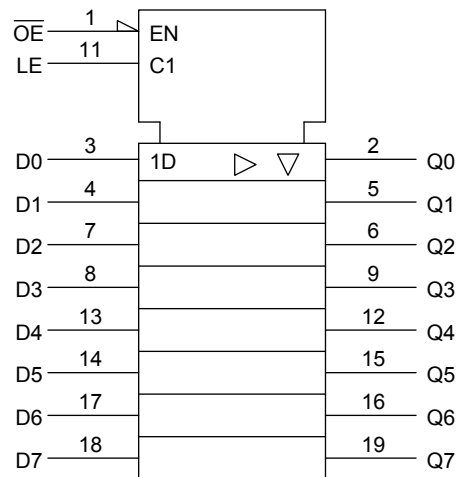 1
O̅E̅ EN
11
LE C1
3 2
D0 1D Q0
4 5
D1 Q1
7 6
D2 Q2
8 9
D3 Q3
13 12
D4 Q4
14 15
D5 Q5
17 16
D6 Q6
18 19
D7 Q7